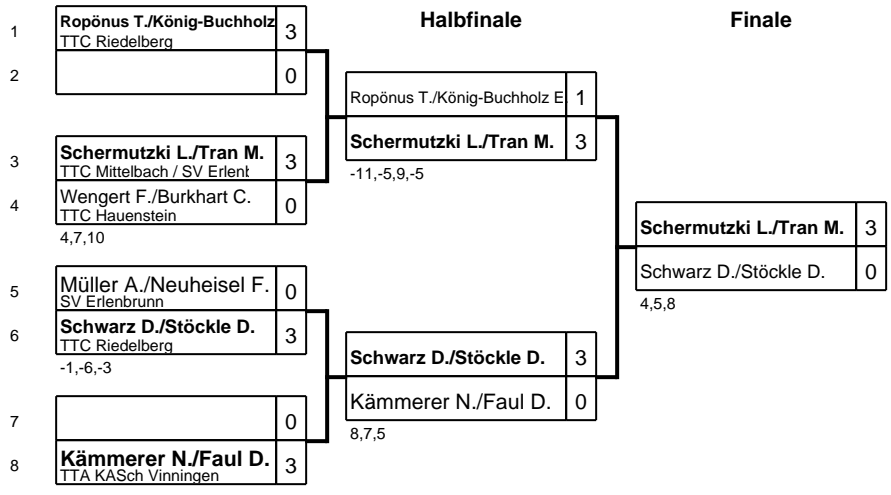 Halbfinale
Finale
1
Ropönus T./König-Buchholz
TTC Riedelberg
3
2
0
3
Schermutzki L./Tran M.
TTC Mittelbach / SV Erlenb
3
4
Wengert F./Burkhart C.
TTC Hauenstein
0
4,7,10
5
Müller A./Neuheisel F.
SV Erlenbrunn
0
6
Schwarz D./Stöckle D.
TTC Riedelberg
3
-1,-6,-3
7
0
8
Kämmerer N./Faul D.
TTA KASch Vinningen
3
Ropönus T./König-Buchholz E.
1
Schermutzki L./Tran M.
3
-11,-5,9,-5
Schwarz D./Stöckle D.
3
Kämmerer N./Faul D.
0
8,7,5
Schermutzki L./Tran M.
3
Schwarz D./Stöckle D.
0
4,5,8